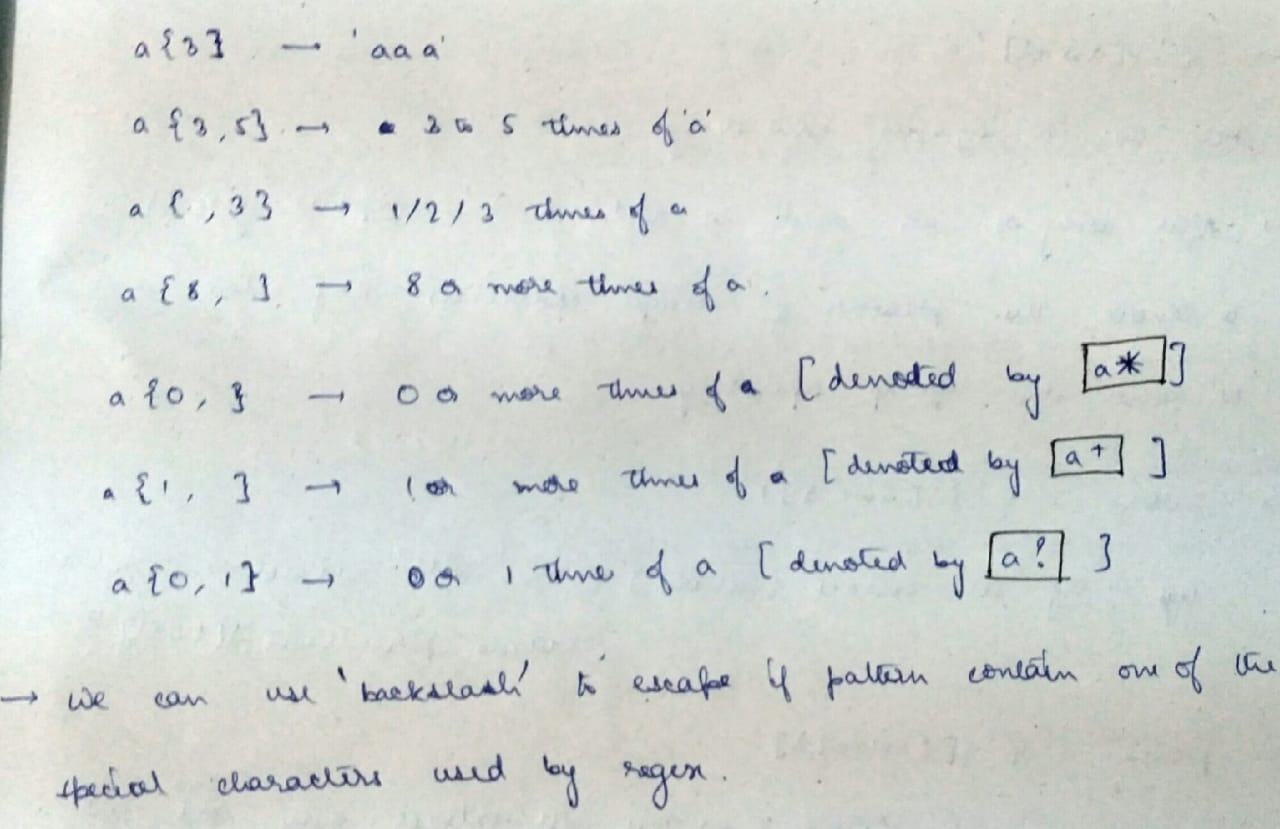 a {3} → 'aaa'
a {3,5} → 3 to 5 times of 'a'
a {,3} → 1/2/3 times of a
a {8, } → 8 or more times of a.
a {0, } → 0 or more times of a [denoted by a*]
a {1, } → 1 or more times of a [denoted by a+]
a {0,1} → 0 or 1 time of a [denoted by a?]
→ We can use 'backslash' to escape if pattern contain one of the
special characters used by regex.